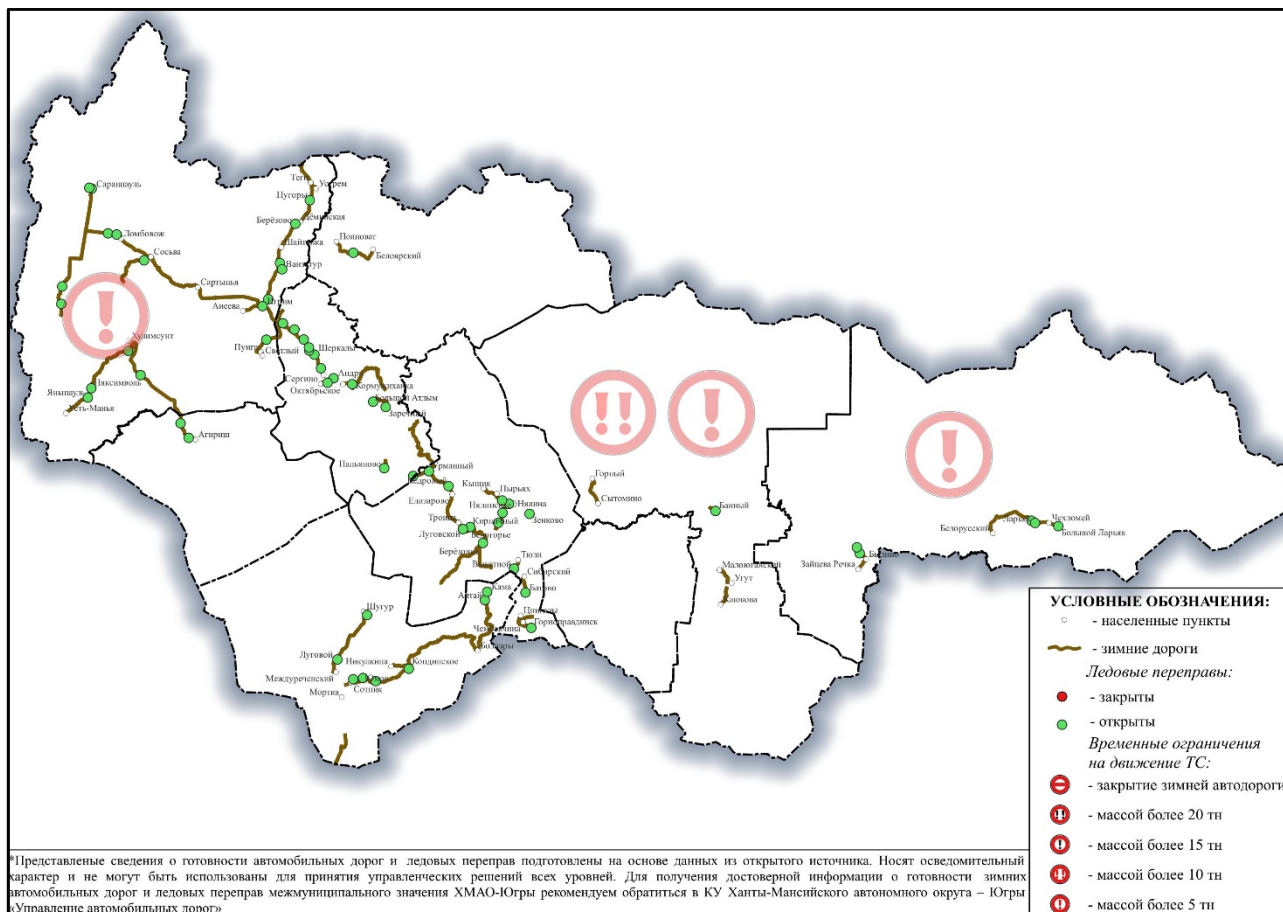 Теги
Устрем
Саранпауль
Пугоры
Берёзово
Ломбовож
Шайтанка
Полноват
Белоярский
Сосьва
Ванзетур
Сартынья
Анеева
Игрим
Хулимсунт
Пунга
Светлый
Шеркалы
Няксимволь
Яныпауль
Усть-Манья
Сергино
Андра
Октябрьское
Кормужиханка
Большой Атлым
Заречный
Агириш
Пальяново
Урманный
Кедровый
Елизарово
Кышик
Пырьях
Нялина
Зенково
Горный
Сытомино
Банный
Троица
Кирпичный
Луговской
Белогорье
Белорусский
Ларьяк
Чехломей
Большой Ларьяк
Тюли
Сибирский
Батово
Зайцева Речка
Былино
Малоюганский
Угут
Каюкова
Кама
Алтай
Цингалы
Горноправдинск
Шугур
Болчары
Луговой
Никулкина
Кондинское
Междуреченский
Сотник
Мортка
УСЛОВНЫЕ ОБОЗНАЧЕНИЯ:
- населенные пункты
- зимние дороги
Ледовые переправы:
- закрыты
- открыты
Временные ограничения
на движение ТС:
- закрытие зимней автодороги
- массой более 20 тн
- массой более 15 тн
- массой более 10 тн
- массой более 5 тн
*Представленые сведения о готовности автомобильных дорог и ледовых переправ подготовлены на основе данных из открытого источника. Носят осведомительный
характер и не могут быть использованы для принятия управленческих решений всех уровней. Для получения достоверной информации о готовности зимних
автомобильных дорог и ледовых переправ межмуниципального значения ХМАО-Югры рекомендуем обратиться в КУ Ханты-Мансийского автономного округа – Югры
«Управление автомобильных дорог»